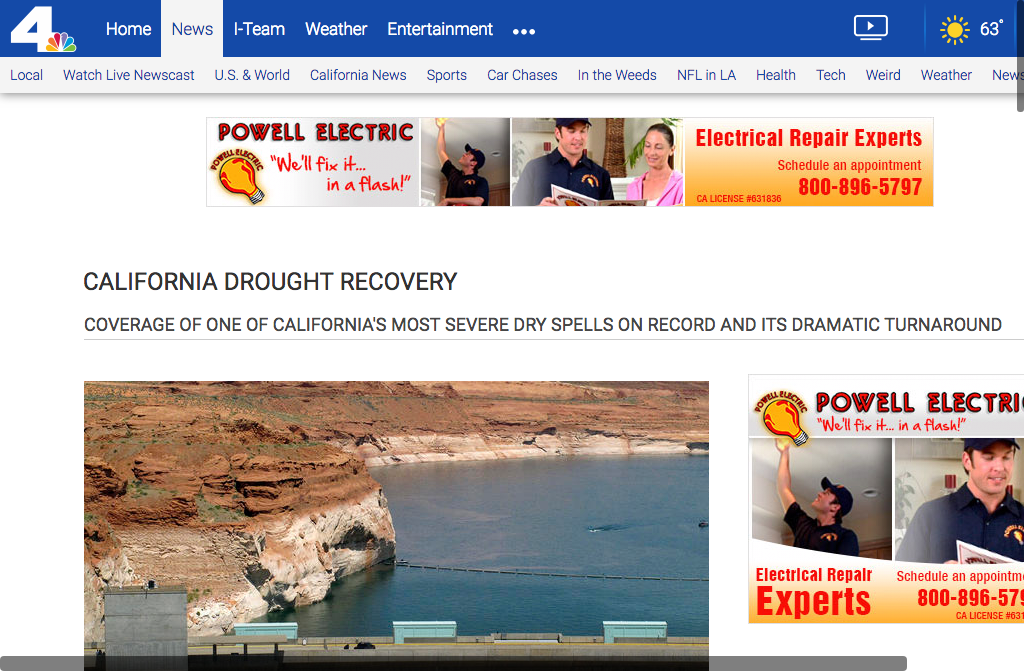 4
Home News I-Team Weather Entertainment ••• 63°
Local Watch Live Newscast U.S. & World California News Sports Car Chases In the Weeds NFL in LA Health Tech Weird Weather News
POWELL ELECTRIC
POWELL ELECTRIC
"We'll fix it...
in a flash!"
Electrical Repair Experts
Schedule an appointment
800-896-5797
CA LICENSE #631836
CALIFORNIA DROUGHT RECOVERY
COVERAGE OF ONE OF CALIFORNIA'S MOST SEVERE DRY SPELLS ON RECORD AND ITS DRAMATIC TURNAROUND
POWELL ELECTRIC
POWELL ELECTRIC
"We'll fix it... in a flash!"
Electrical Repair
Experts
Schedule an appointm
800-896-579
CA LICENSE #631